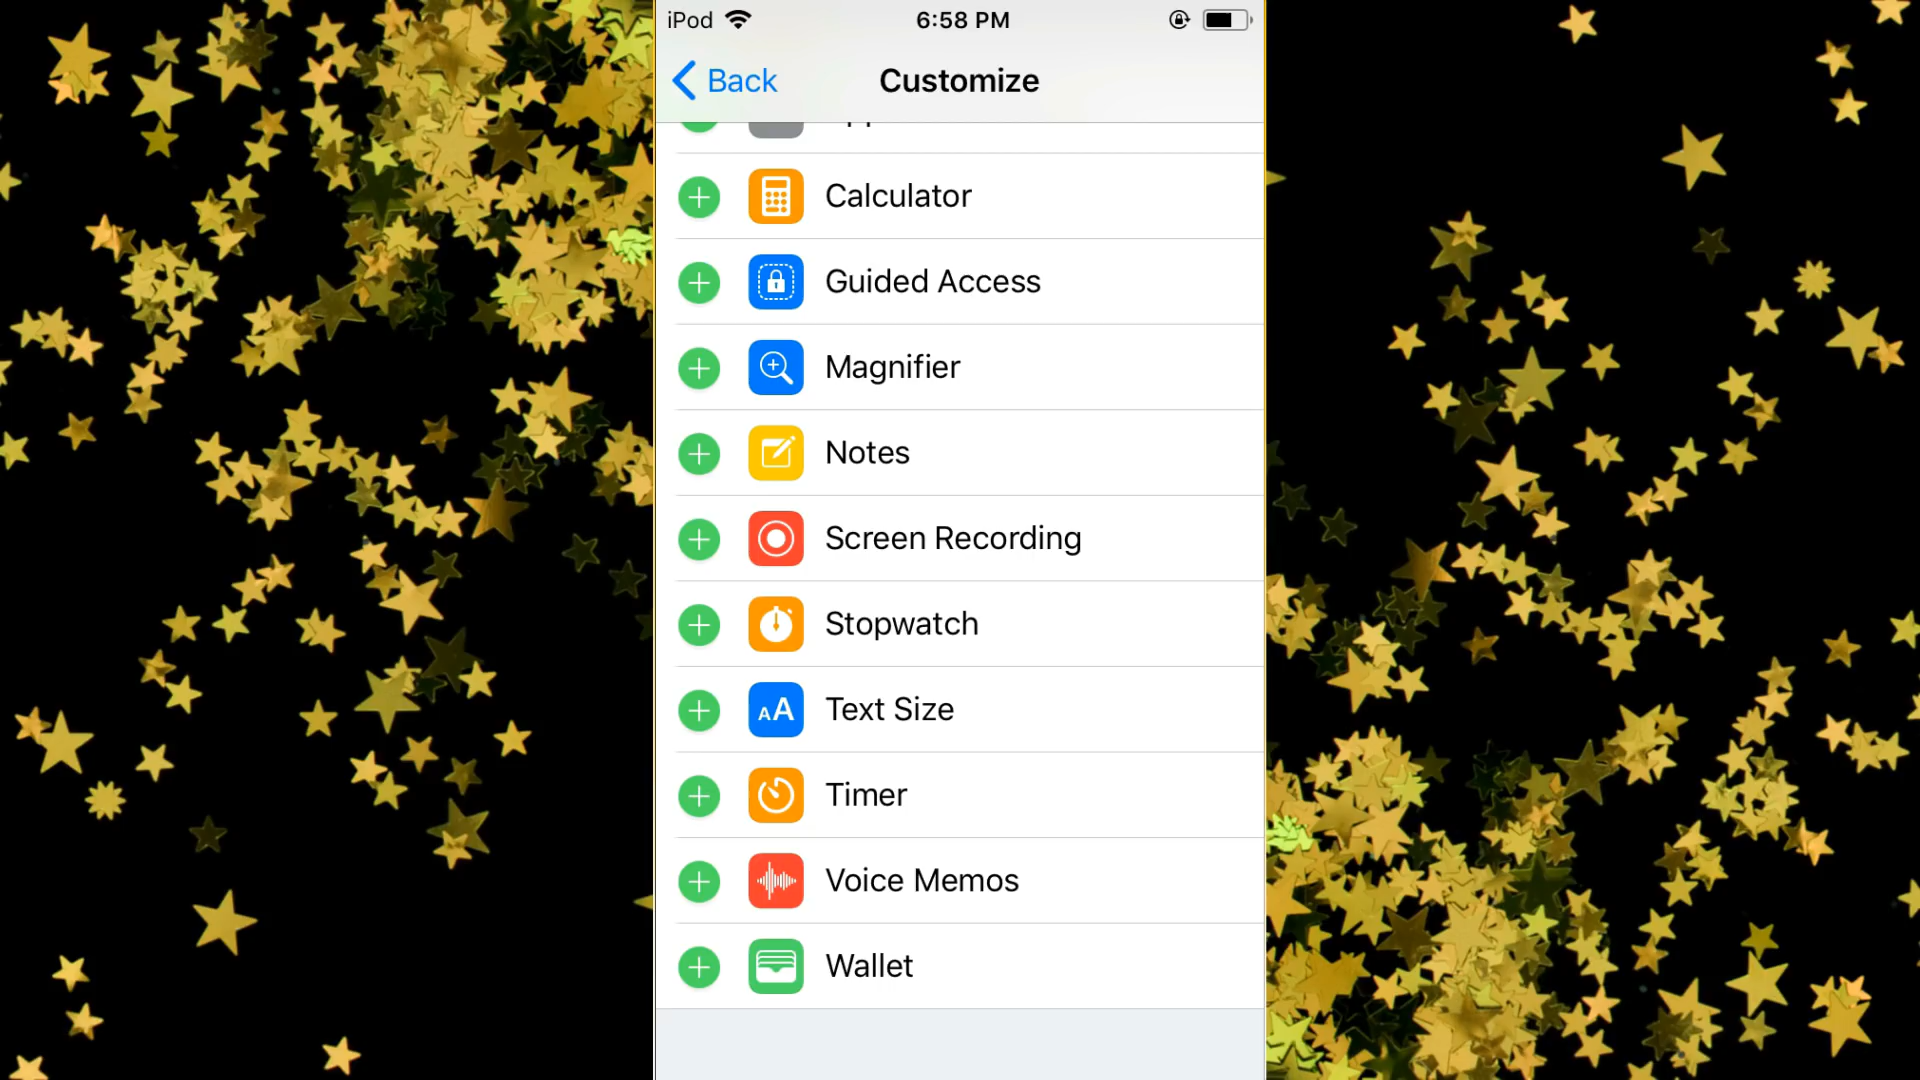 iPod 6:58 PM
Back Customize
Calculator
Guided Access
Magnifier
Notes
Screen Recording
Stopwatch
AA Text Size
Timer
Voice Memos
Wallet